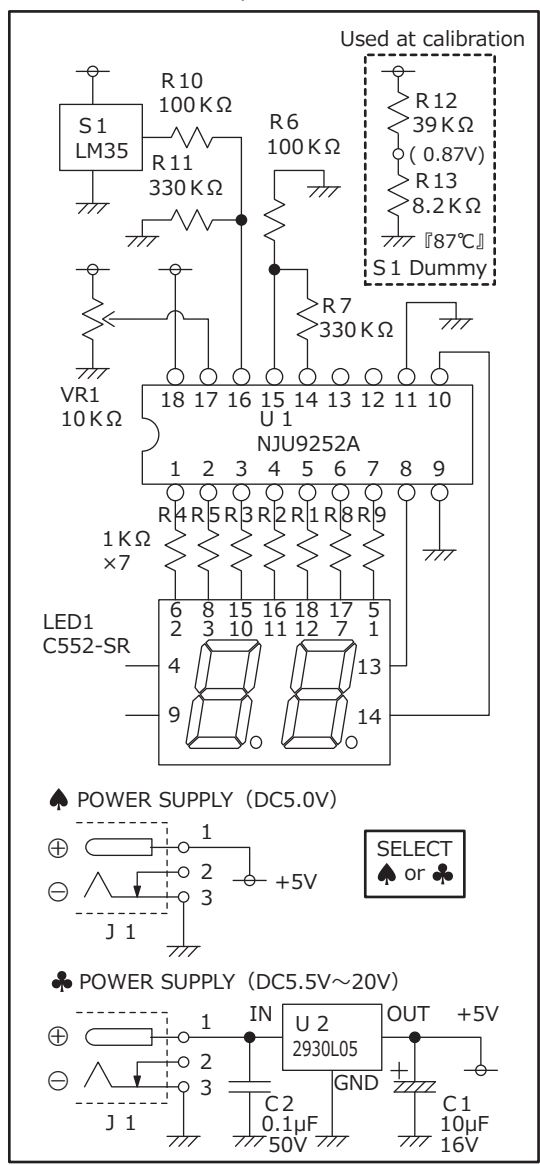 Used at calibration
R10
100KΩ
S1
LM35
R11
330KΩ
R6
100KΩ
R12
39KΩ
( 0.87V)
R13
8.2KΩ
『87℃』
S1 Dummy
R7
330KΩ
VR1
10KΩ
18 17 16 15 14 13 12 11 10
U1
NJU9252A
1 2 3 4 5 6 7 8 9
R4 R5 R3 R2 R1 R8 R9
1KΩ
×7
6 8 15 16 18 17 5
2 3 10 11 12 7 1
LED1
C552-SR
4 13
9 14
♠ POWER SUPPLY (DC5.0V)
⊕ 1
2
⊖ 3
+5V
J1
SELECT
♠ or ♣
♣ POWER SUPPLY (DC5.5V～20V)
⊕ 1
2
⊖ 3
J1
IN
U2
2930L05
OUT
+5V
GND
C2
0.1μF
50V
+
C1
10μF
16V